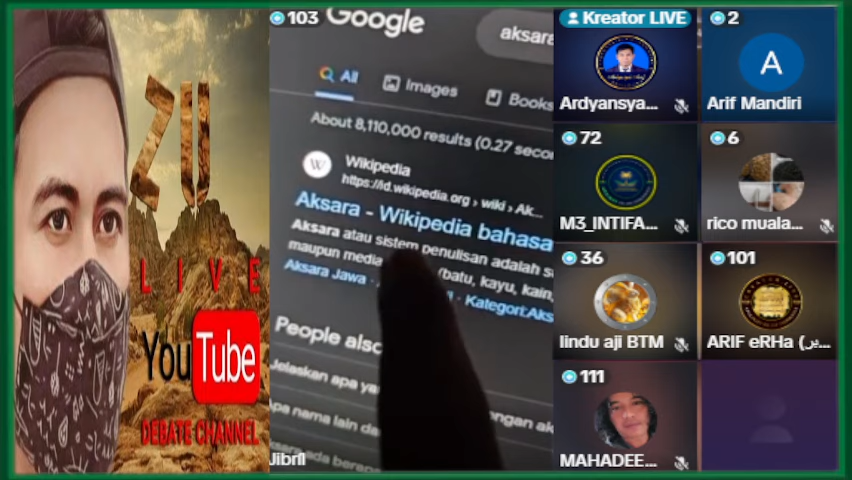 ZU
LIVE
YouTube
DEBATE CHANNEL
103
Google
aksara
All
Images
Books
About 8,110,000 results (0.27
W
Wikipedia
https://id.wikipedia.org › wiki › Ak...
Aksara - Wikipedia bahasa
Aksara atau sistem penulisan adalah
maupun media (batu, kayu, kain,
Aksara Jawa · Kategori:Aks
People also
Jelaskan apa
apa nama lain
Jibril
Kreator LIVE
Ardyansya...
2
A
Arif Mandiri
72
M3_INTIFA...
6
rico muala...
36
lindu aji BTM
101
ARIF eRHa
111
MAHADEE...